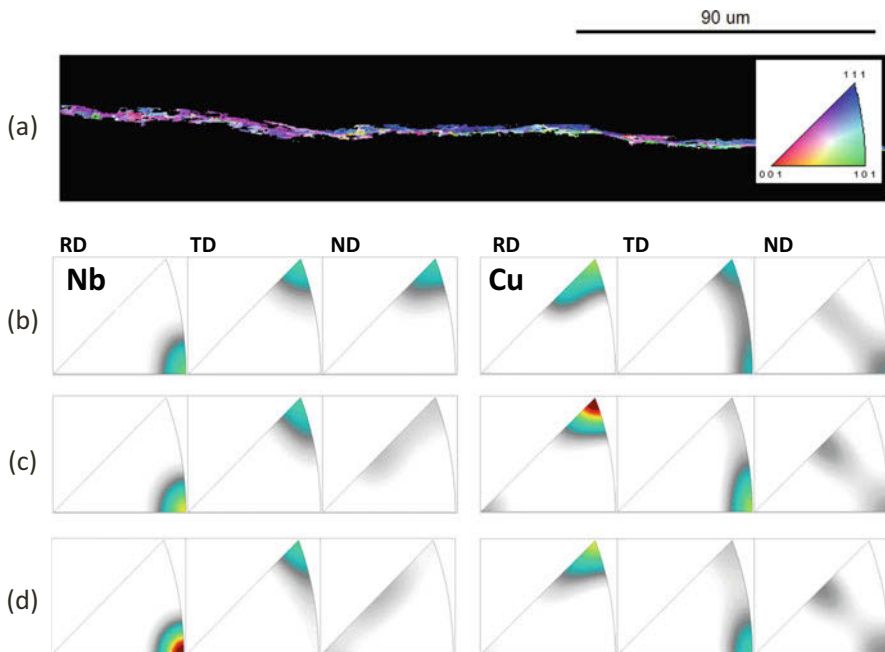 90 um
(a)
111
001
101
RD TD ND RD TD ND
Nb Cu
(b)
(c)
(d)